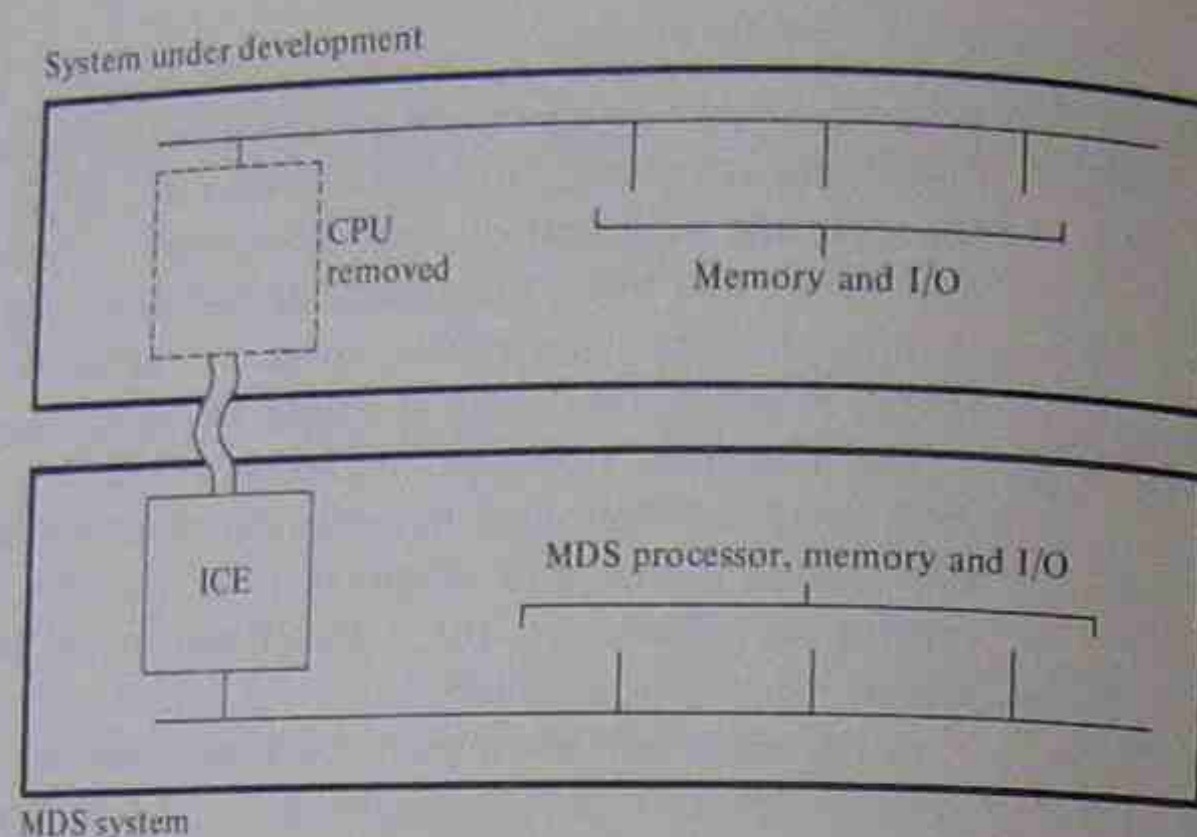 System under development
CPU
removed
Memory and I/O
ICE
MDS processor, memory and I/O
MDS system